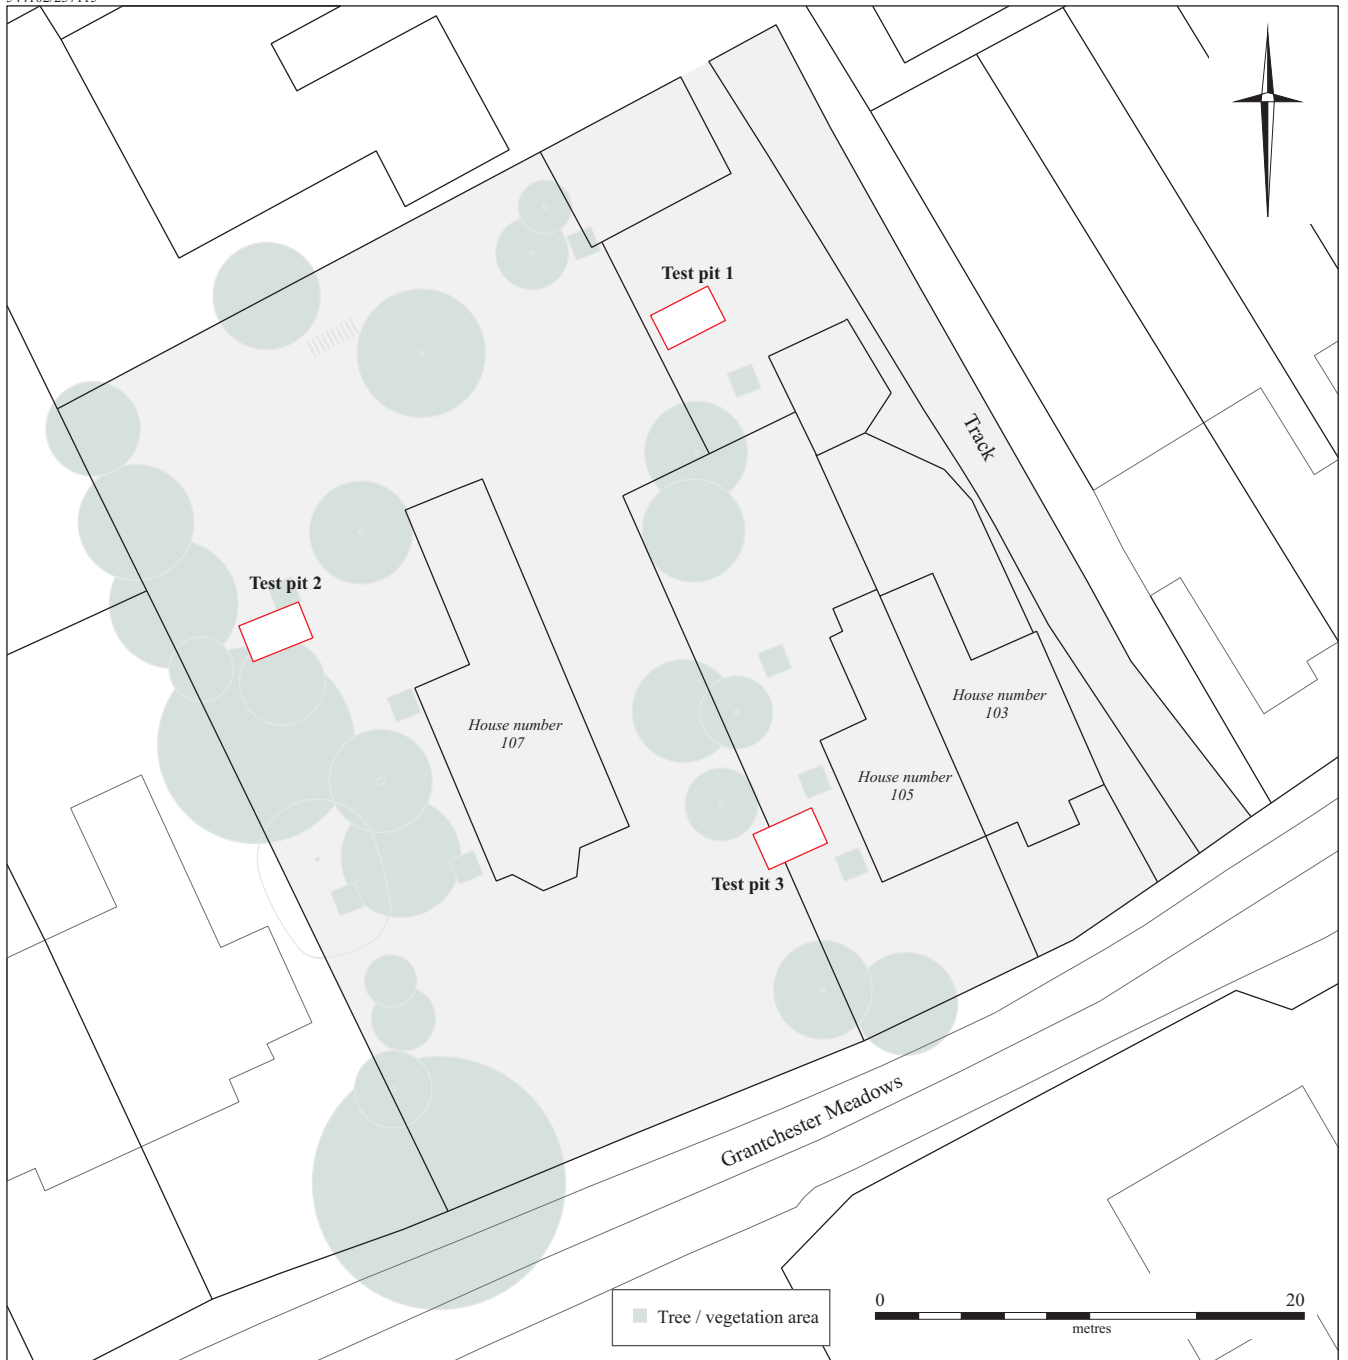 Test pit 1
Track
Test pit 2
House number
103
House number
107
House number
105
Test pit 3
Grantchester Meadows
Tree / vegetation area
0 20
metres